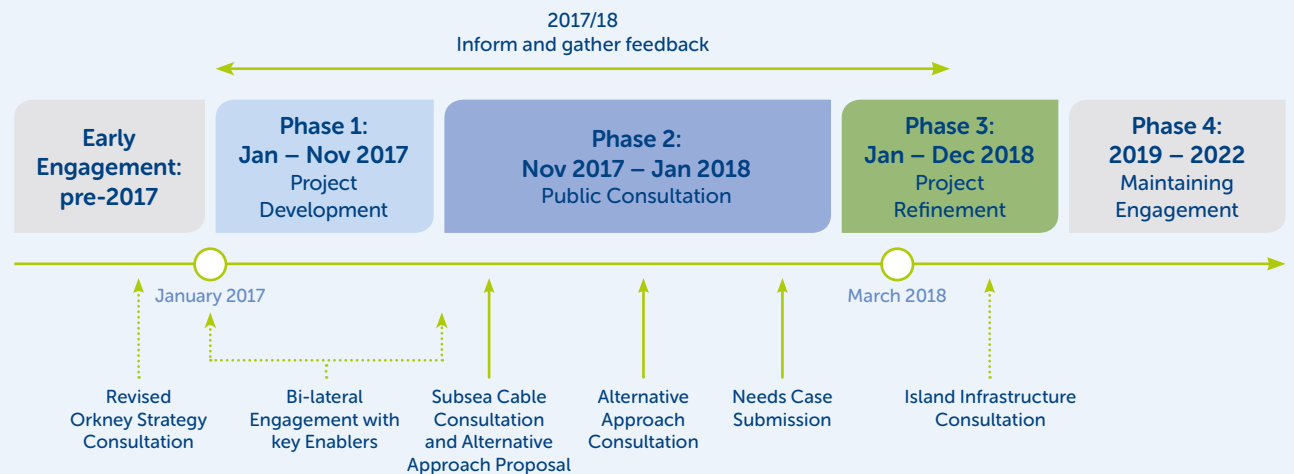 2017/18
Inform and gather feedback
Early
Engagement:
pre-2017
Phase 1:
Jan – Nov 2017
Project
Development
Phase 2:
Nov 2017 – Jan 2018
Public Consultation
Phase 3:
Jan – Dec 2018
Project
Refinement
Phase 4:
2019 – 2022
Maintaining
Engagement
January 2017
March 2018
Revised
Orkney Strategy
Consultation
Bi-lateral
Engagement with
key Enablers
Subsea Cable
Consultation
and Alternative
Approach Proposal
Alternative
Approach
Consultation
Needs Case
Submission
Island Infrastructure
Consultation